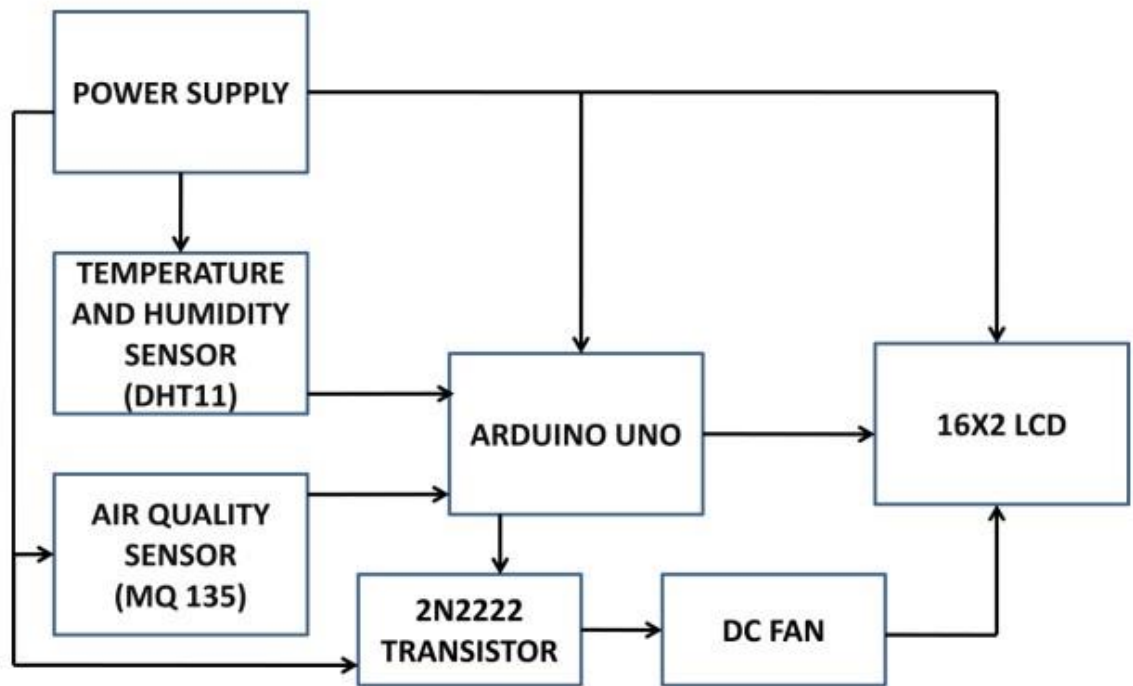 POWER SUPPLY
TEMPERATURE
AND HUMIDITY
SENSOR
(DHT11)
ARDUINO UNO
16X2 LCD
AIR QUALITY
SENSOR
(MQ 135)
2N2222
TRANSISTOR
DC FAN